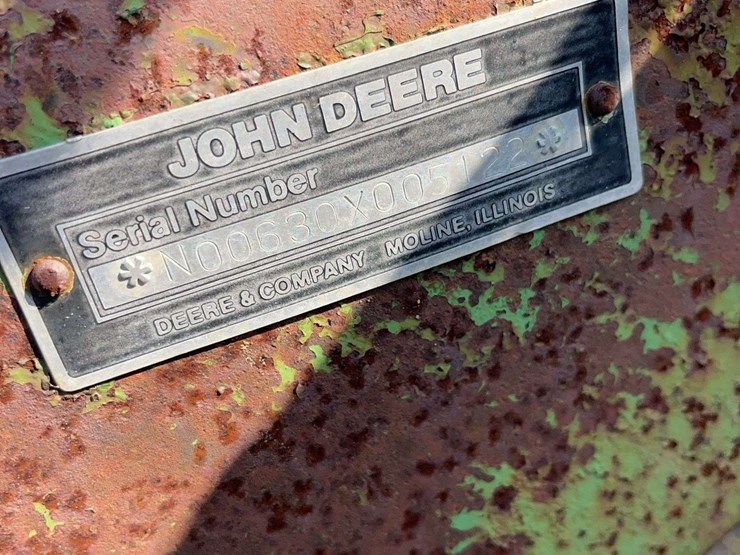 JOHN DEERE
Serial Number
*N00630X005122*
DEERE & COMPANY MOLINE, ILLINOIS